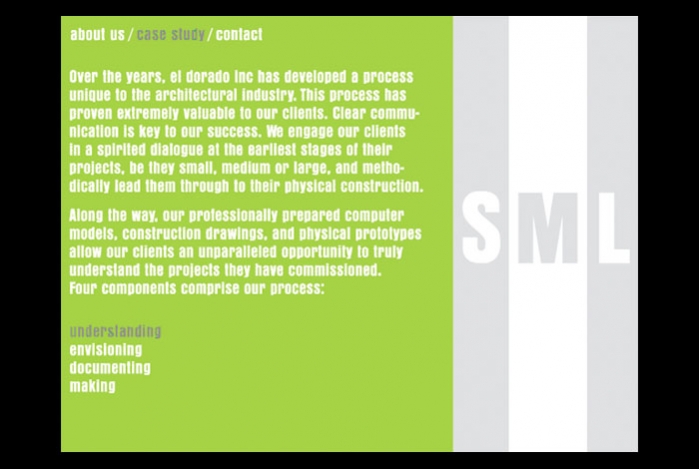 about us / case study / contact
Over the years, el dorado inc has developed a process
unique to the architectural industry. This process has
proven extremely valuable to our clients. Clear commu-
nication is key to our success. We engage our clients
in a spirited dialogue at the earliest stages of their
projects, be they small, medium or large, and metho-
dically lead them through to their physical construction.
Along the way, our professionally prepared computer
models, construction drawings, and physical prototypes
allow our clients an unparalleled opportunity to truly
understand the projects they have commissioned.
Four components comprise our process:
understanding
envisioning
documenting
making
S M L